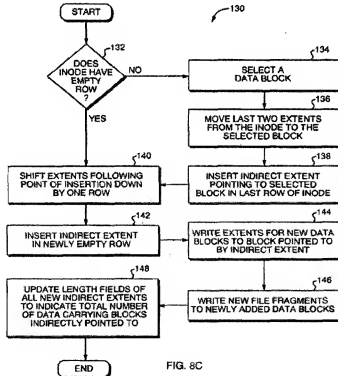 START
130
132
DOES
INODE HAVE
EMPTY
ROW
?
NO
YES
134
SELECT A
DATA BLOCK
136
MOVE LAST TWO EXTENTS
FROM THE INODE TO THE
SELECTED BLOCK
138
INSERT INDIRECT EXTENT
POINTING TO SELECTED
BLOCK IN LAST ROW OF INODE
140
SHIFT EXTENTS FOLLOWING
POINT OF INSERTION DOWN
BY ONE ROW
142
INSERT INDIRECT EXTENT
IN NEWLY EMPTY ROW
144
WRITE EXTENTS FOR NEW DATA
BLOCKS TO BLOCK POINTED TO
BY INDIRECT EXTENT
146
WRITE NEW FILE FRAGMENTS
TO NEWLY ADDED DATA BLOCKS
148
UPDATE LENGTH FIELDS OF
ALL NEW INDIRECT EXTENTS
TO INDICATE TOTAL NUMBER
OF DATA CARRYING BLOCKS
INDIRECTLY POINTED TO
END
FIG. 8C